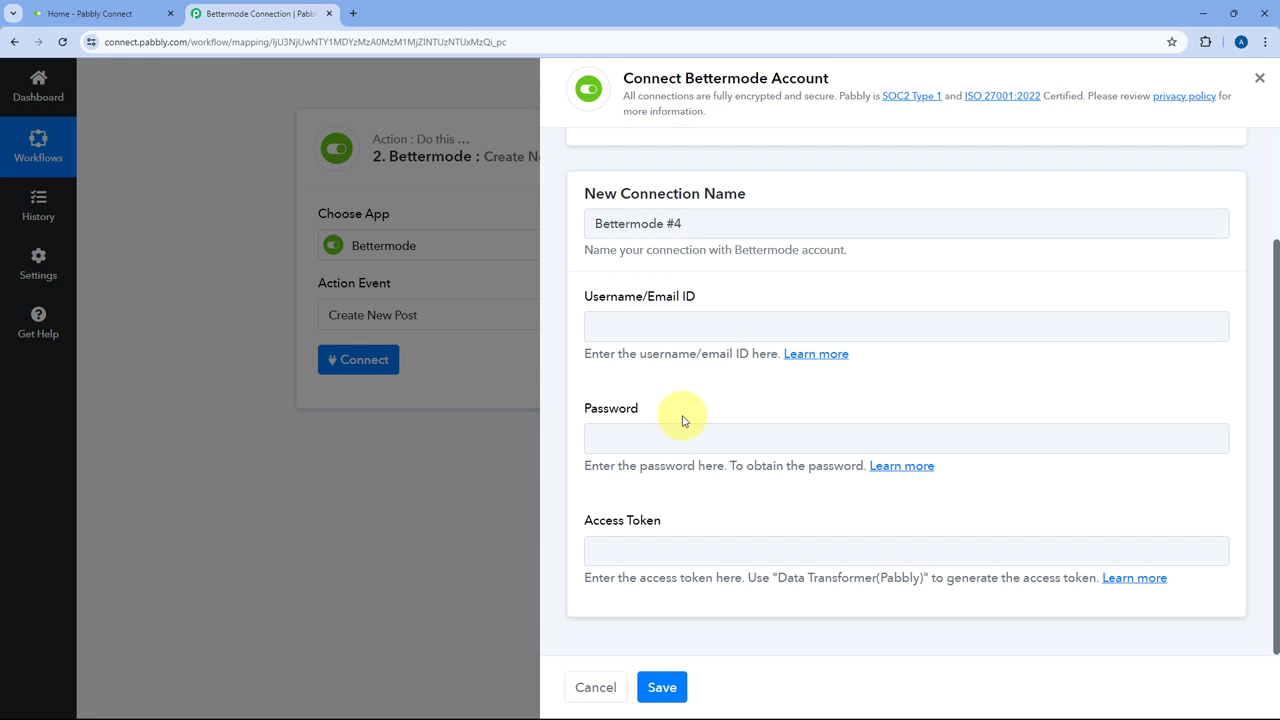 Home - Pabbly Connect
Bettermode Connection | Pabbl
connect.pabbly.com/workflow/mapping/IjU3NjUwNTY1MDYzMzA0MzM1MjZlNTUzNTUxMzQi_pc
A
Dashboard
Workflows
History
Settings
Get Help
Action : Do this ...
2. Bettermode : Create N
Choose App
Bettermode
Action Event
Create New Post
Connect
Connect Bettermode Account
All connections are fully encrypted and secure. Pabbly is SOC2 Type 1 and ISO 27001:2022 Certified. Please review privacy policy for
more information.
New Connection Name
Bettermode #4
Name your connection with Bettermode account.
Username/Email ID
Enter the username/email ID here. Learn more
Password
Enter the password here. To obtain the password. Learn more
Access Token
Enter the access token here. Use "Data Transformer(Pabbly)" to generate the access token. Learn more
Cancel
Save